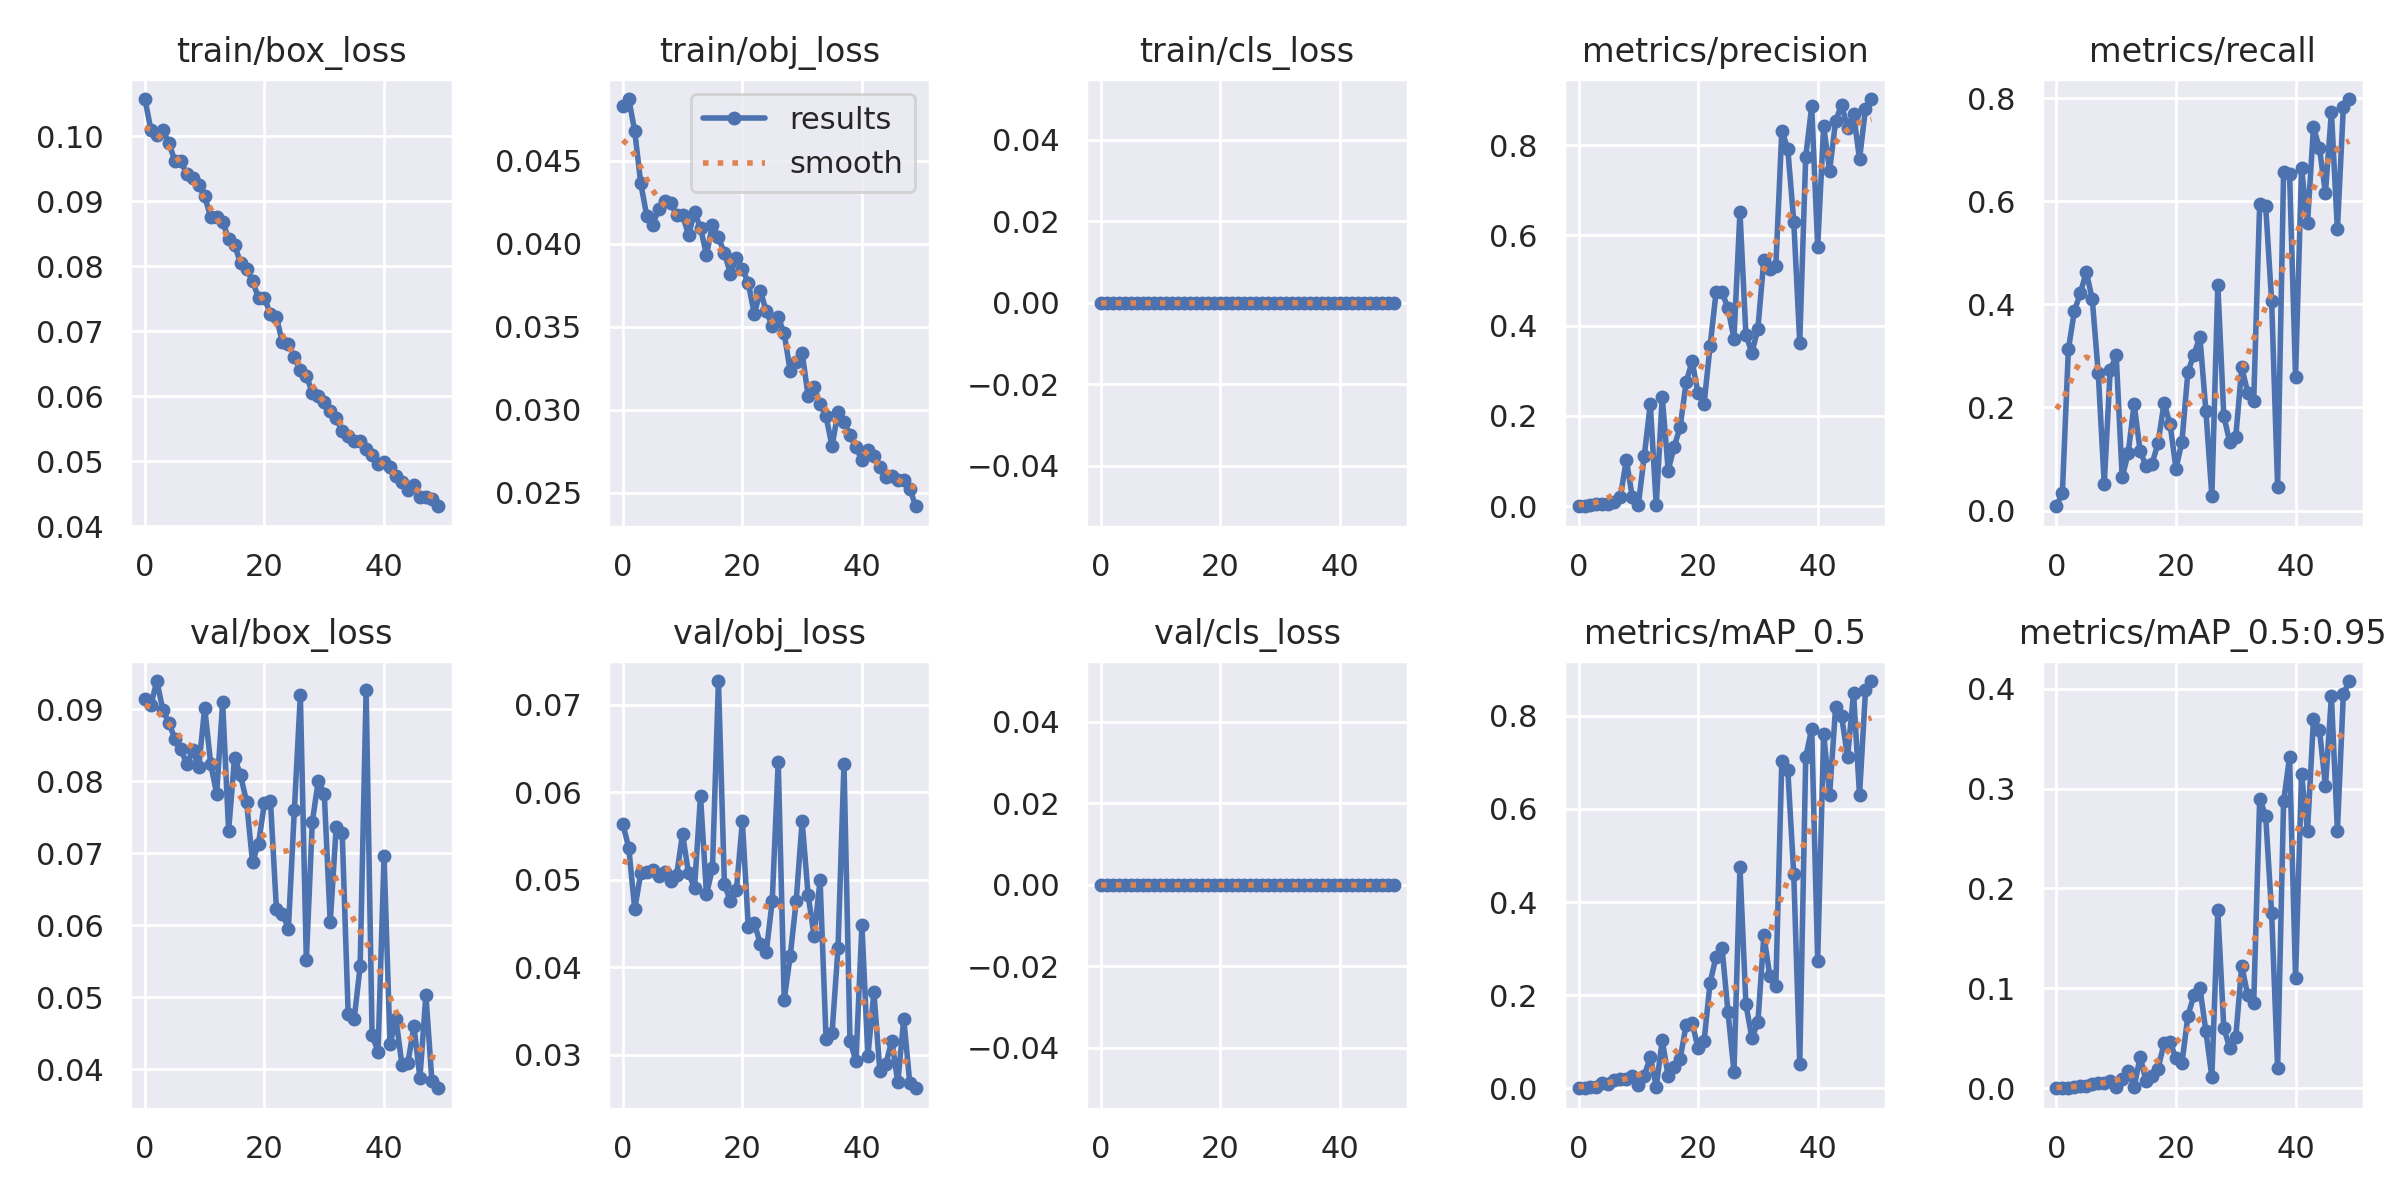 train/box_loss
train/obj_loss
train/cls_loss
metrics/precision
metrics/recall
0.10
0.09
0.08
0.07
0.06
0.05
0.04
0 20 40
0.045
0.040
0.035
0.030
0.025
0 20 40
results
smooth
0.04
0.02
0.00
−0.02
−0.04
0 20 40
0.8
0.6
0.4
0.2
0.0
0 20 40
0.8
0.6
0.4
0.2
0.0
0 20 40
val/box_loss
val/obj_loss
val/cls_loss
metrics/mAP_0.5
metrics/mAP_0.5:0.95
0.09
0.08
0.07
0.06
0.05
0.04
0 20 40
0.07
0.06
0.05
0.04
0.03
0 20 40
0.04
0.02
0.00
−0.02
−0.04
0 20 40
0.8
0.6
0.4
0.2
0.0
0 20 40
0.4
0.3
0.2
0.1
0.0
0 20 40